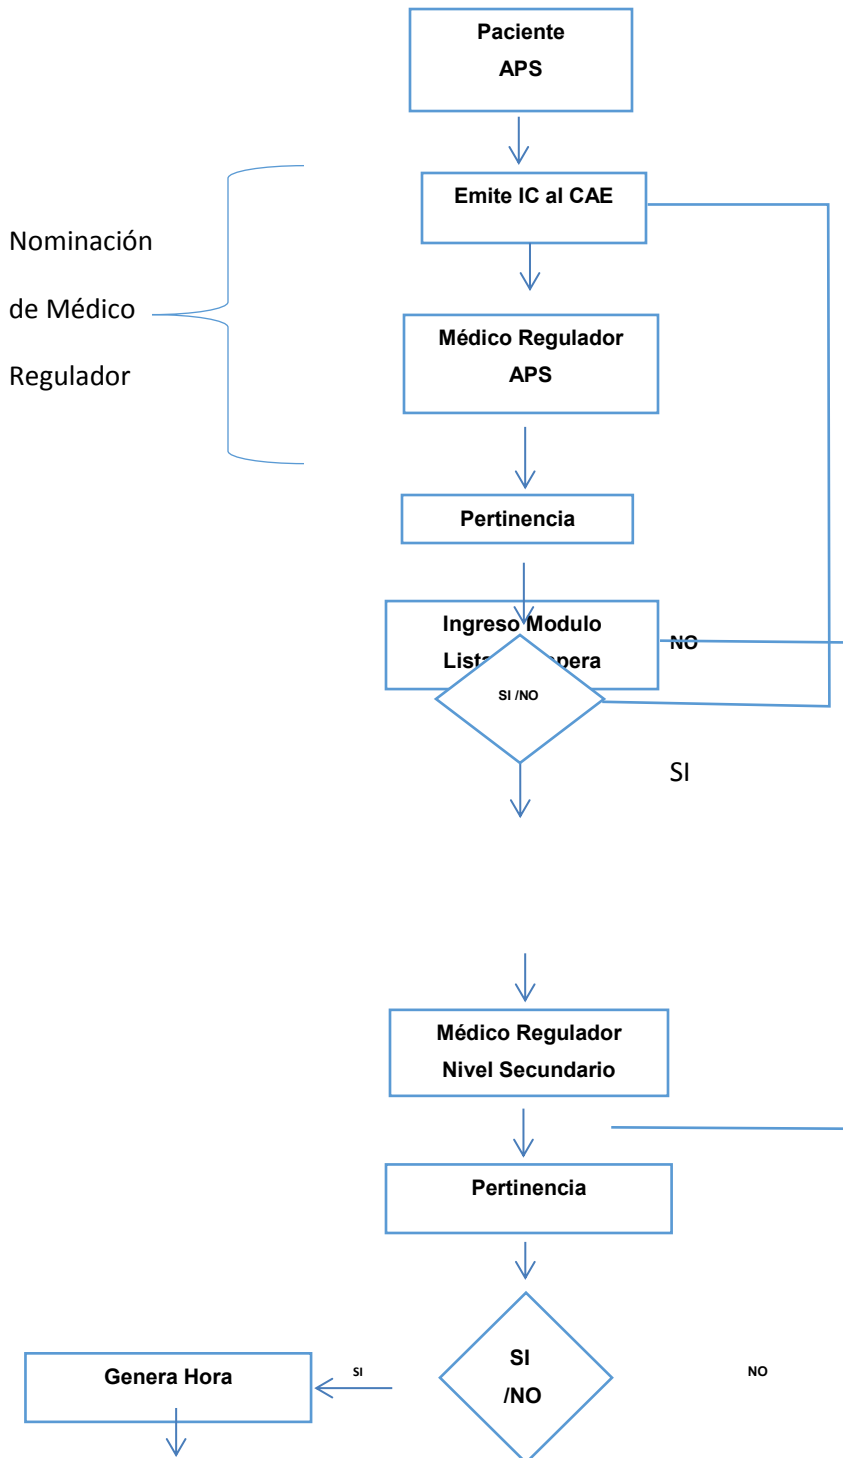 Paciente
APS
Emite IC al CAE
Nominación
de Médico
Regulador
Médico Regulador
APS
Pertinencia
Ingreso Modulo
NO
SI /NO
SI
Médico Regulador
Nivel Secundario
Pertinencia
SI
/NO
SI
NO
Genera Hora